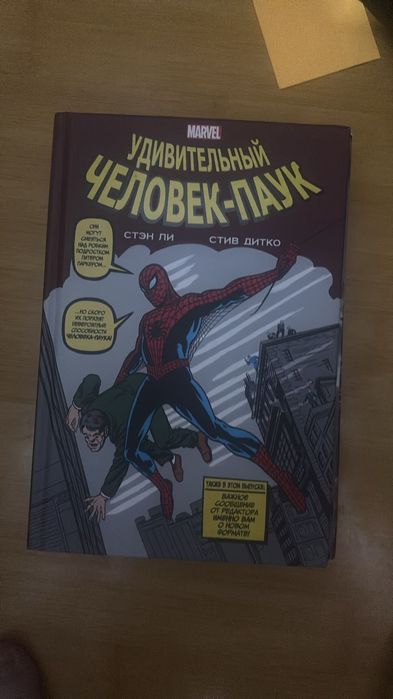 MARVEL
УДИВИТЕЛЬНЫЙ
ЧЕЛОВЕК-ПАУК
СТЭН ЛИ СТИВ ДИТКО
ОНИ
МОГУТ
СМЕЯТЬСЯ
НАД РОБКИМ
ПОДРОСТКОМ
ПИТЕРОМ
ПАРКЕРОМ...
...НО СКОРО
ИХ ПОРАЗЯТ
НЕВЕРОЯТНЫЕ
СПОСОБНОСТИ
ЧЕЛОВЕКА-ПАУКА!
ТАКЖЕ В ЭТОМ ВЫПУСКЕ:
ВАЖНОЕ
СООБЩЕНИЕ
ОТ РЕДАКТОРА
ИМЕННО ВАМ
О НОВОМ
ФОРМАТЕ!